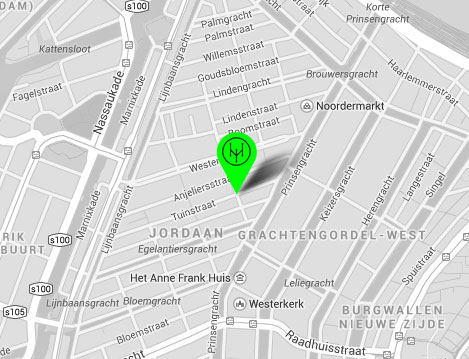 DAM)
s100
Palmgracht
Korte
Prinsengracht
Palmstraat
Kattensloot
Willemsstraat
Goudsbloemstraat
Brouwersgracht
Haarlemmerstraat
Fagelstraat
Nassaukade
Marnixkade
Lijnbaansgracht
Lindengracht
Noordermarkt
Lindenstraat
Boomstraat
Prinsengracht
Keizersgracht
Herengracht
Langestraat
Singel
Anjeliersstraat
Tuinstraat
Marnixkade
Lijnbaansgracht
JORDAAN
GRACHTENGORDEL-WEST
RIK
BUURT
s100
Egelantiersgracht
Spuistraat
Het Anne Frank Huis
Leliegracht
s100
Lijnbaansgracht
Bloemgracht
Prinsengracht
Westerkerk
BURGWALLEN
NIEUWE ZIJDE
s105
Bloemstraat
Raadhuisstraat